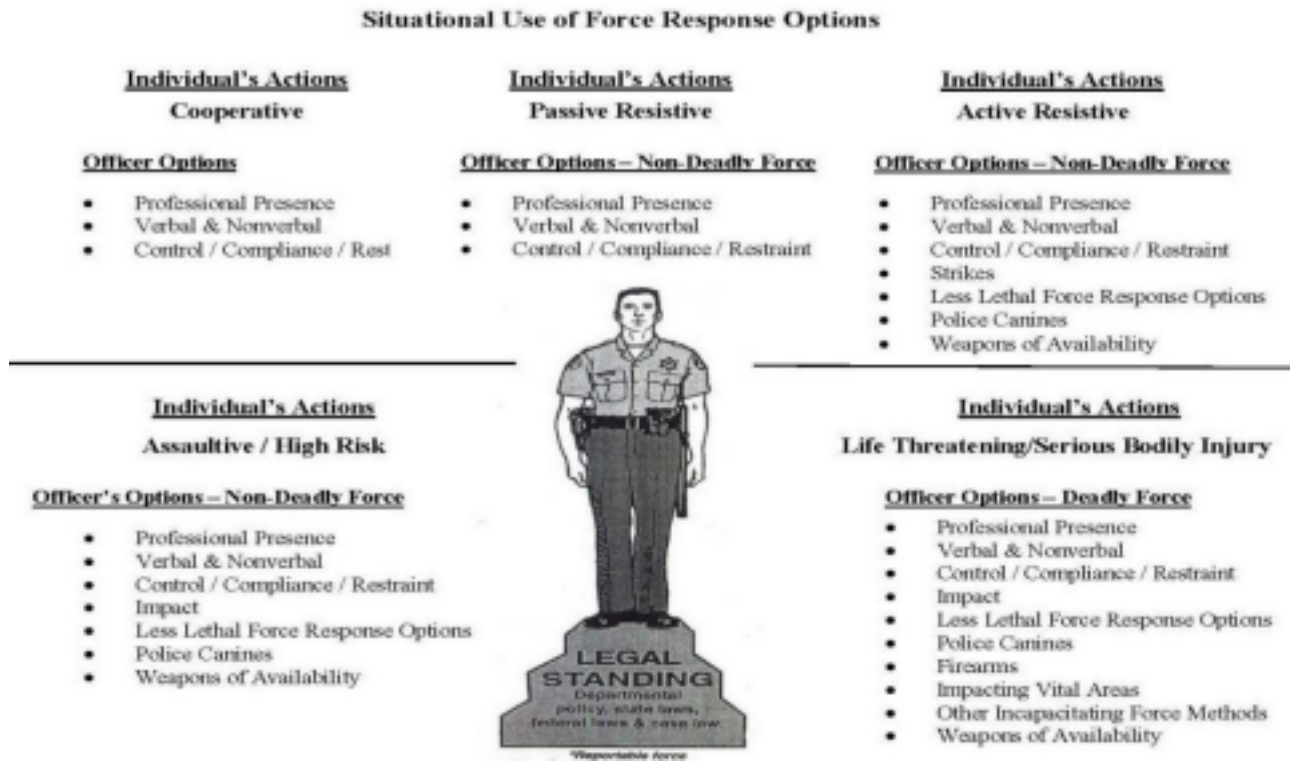 Situational Use of Force Response Options
Individual's Actions
Cooperative
Officer Options
• Professional Presence
• Verbal & Nonverbal
• Control / Compliance / Rest
Individual's Actions
Passive Resistive
Officer Options – Non-Deadly Force
• Professional Presence
• Verbal & Nonverbal
• Control / Compliance / Restraint
Individual's Actions
Active Resistive
Officer Options – Non-Deadly Force
• Professional Presence
• Verbal & Nonverbal
• Control / Compliance / Restraint
• Strikes
• Less Lethal Force Response Options
• Police Canines
• Weapons of Availability
Individual's Actions
Assaultive / High Risk
Officer's Options – Non-Deadly Force
• Professional Presence
• Verbal & Nonverbal
• Control / Compliance / Restraint
• Impact
• Less Lethal Force Response Options
• Police Canines
• Weapons of Availability
LEGAL
STANDING
Departmental
policy, state laws,
federal laws & case law
*Reportable force
Individual's Actions
Life Threatening/Serious Bodily Injury
Officer Options – Deadly Force
• Professional Presence
• Verbal & Nonverbal
• Control / Compliance / Restraint
• Impact
• Less Lethal Force Response Options
• Police Canines
• Firearms
• Impacting Vital Areas
• Other Incapacitating Force Methods
• Weapons of Availability